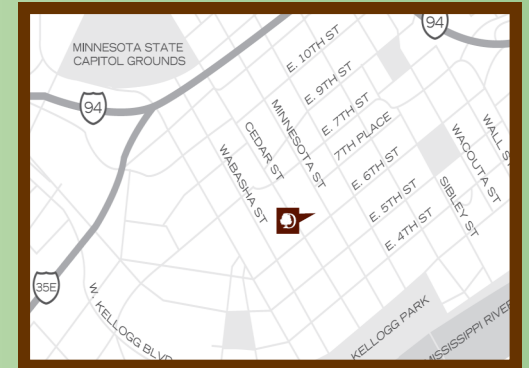 94
MINNESOTA STATE
CAPITOL GROUNDS
E. 10TH ST
E. 9TH ST
94
MINNESOTA ST
E. 7TH ST
CEDAR ST
7TH PLACE
WALL S
WACOUTA ST
WABASHA ST
E. 6TH ST
SIBLEY ST
E. 5TH ST
E. 4TH ST
35E
W. KELLOGG BLVD
KELLOGG PARK
MISSISSIPPI RIVER